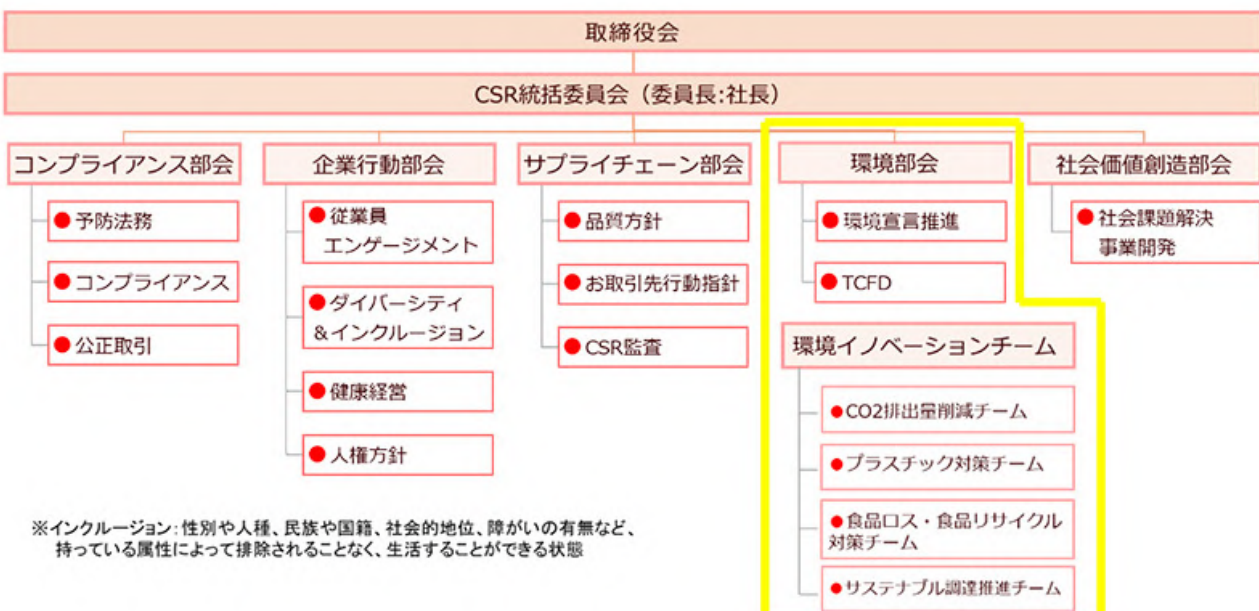 取締役会
CSR統括委員会（委員長:社長）
コンプライアンス部会
●予防法務
●コンプライアンス
●公正取引
企業行動部会
●従業員
エンゲージメント
●ダイバーシティ
＆インクルージョン
●健康経営
●人権方針
サプライチェーン部会
●品質方針
●お取引先行動指針
●CSR監査
環境部会
●環境宣言推進
●TCFD
環境イノベーションチーム
●CO2排出量削減チーム
●プラスチック対策チーム
●食品ロス・食品リサイクル
対策チーム
●サステナブル調達推進チーム
社会価値創造部会
●社会課題解決
事業開発
※インクルージョン：性別や人種、民族や国籍、社会的地位、障がいの有無など、
持っている属性によって排除されることなく、生活することができる状態